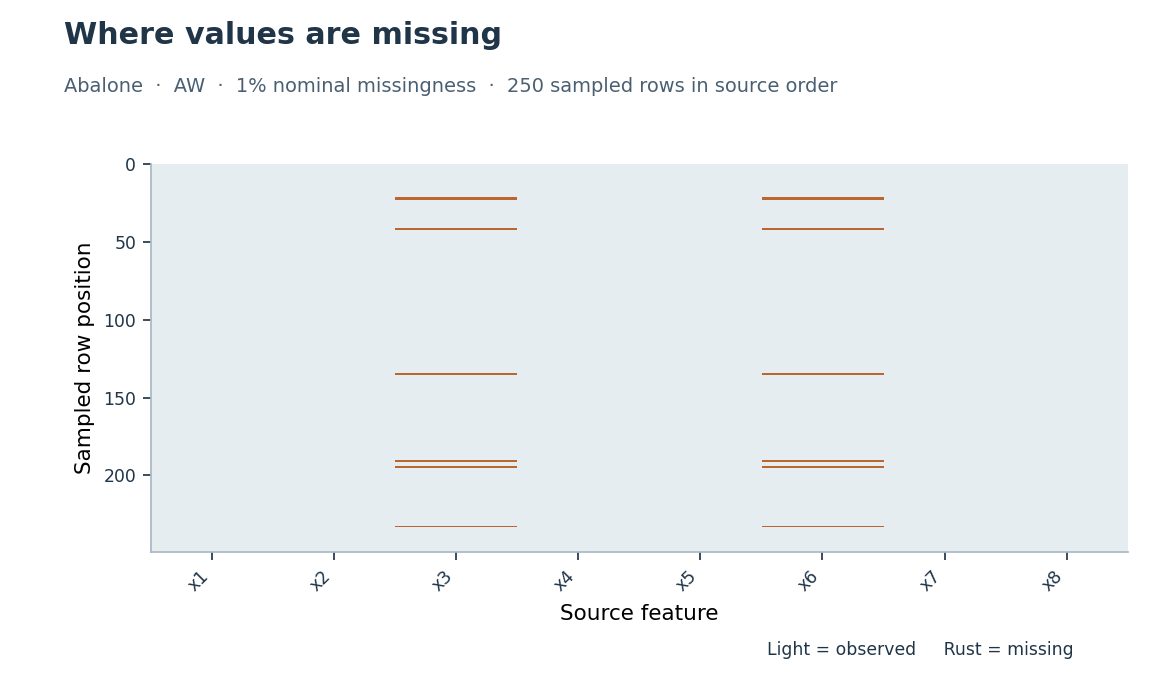 Where values are missing
Abalone · AW · 1% nominal missingness · 250 sampled rows in source order
0
50
100
150
200
Sampled row position
x1 x2 x3 x4 x5 x6 x7 x8
Source feature
Light = observed Rust = missing